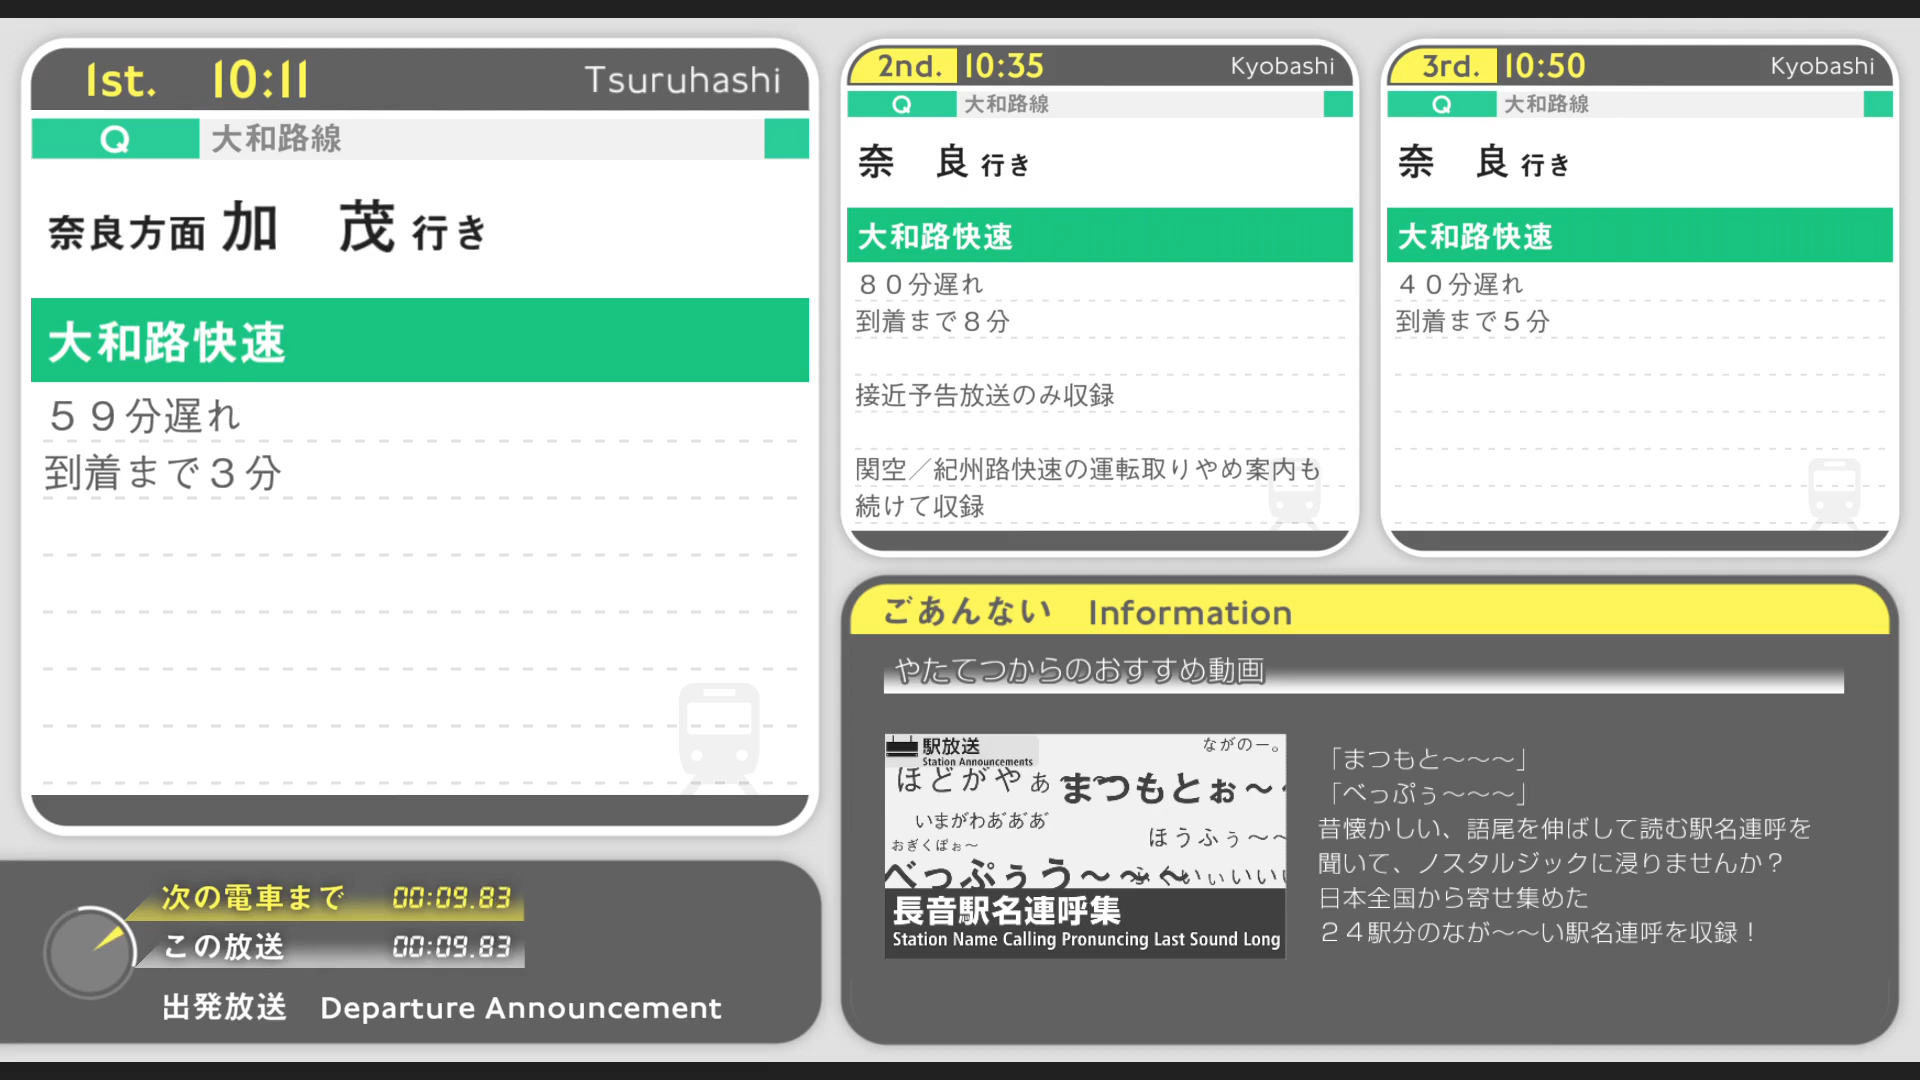 1st. 10:11 Tsuruhashi
Q 大和路線
奈良方面 加　茂 行き
大和路快速
５９分遅れ
到着まで３分
2nd. 10:35 Kyobashi
Q 大和路線
奈　良 行き
大和路快速
８０分遅れ
到着まで８分
接近予告放送のみ収録
関空／紀州路快速の運転取りやめ案内も
続けて収録
3rd. 10:50 Kyobashi
Q 大和路線
奈　良 行き
大和路快速
４０分遅れ
到着まで５分
ごあんない　Information
やたてつからのおすすめ動画
駅放送
Station Announcements
ながのー。
ほどがやぁ
まつもとぉ～
いまがわあ゛あ゛あ゛
ほうふぅ～～
おぎくぼぉ～
べっぷぅう～～～
長音駅名連呼集
Station Name Calling Pronuncing Last Sound Long
「まつもと～～～」
「べっぷぅ～～～」
昔懐かしい、語尾を伸ばして読む駅名連呼を
聞いて、ノスタルジックに浸りませんか？
日本全国から寄せ集めた
２４駅分のなが～～い駅名連呼を収録！
次の電車まで 00:09.83
この放送 00:09.83
出発放送　Departure Announcement